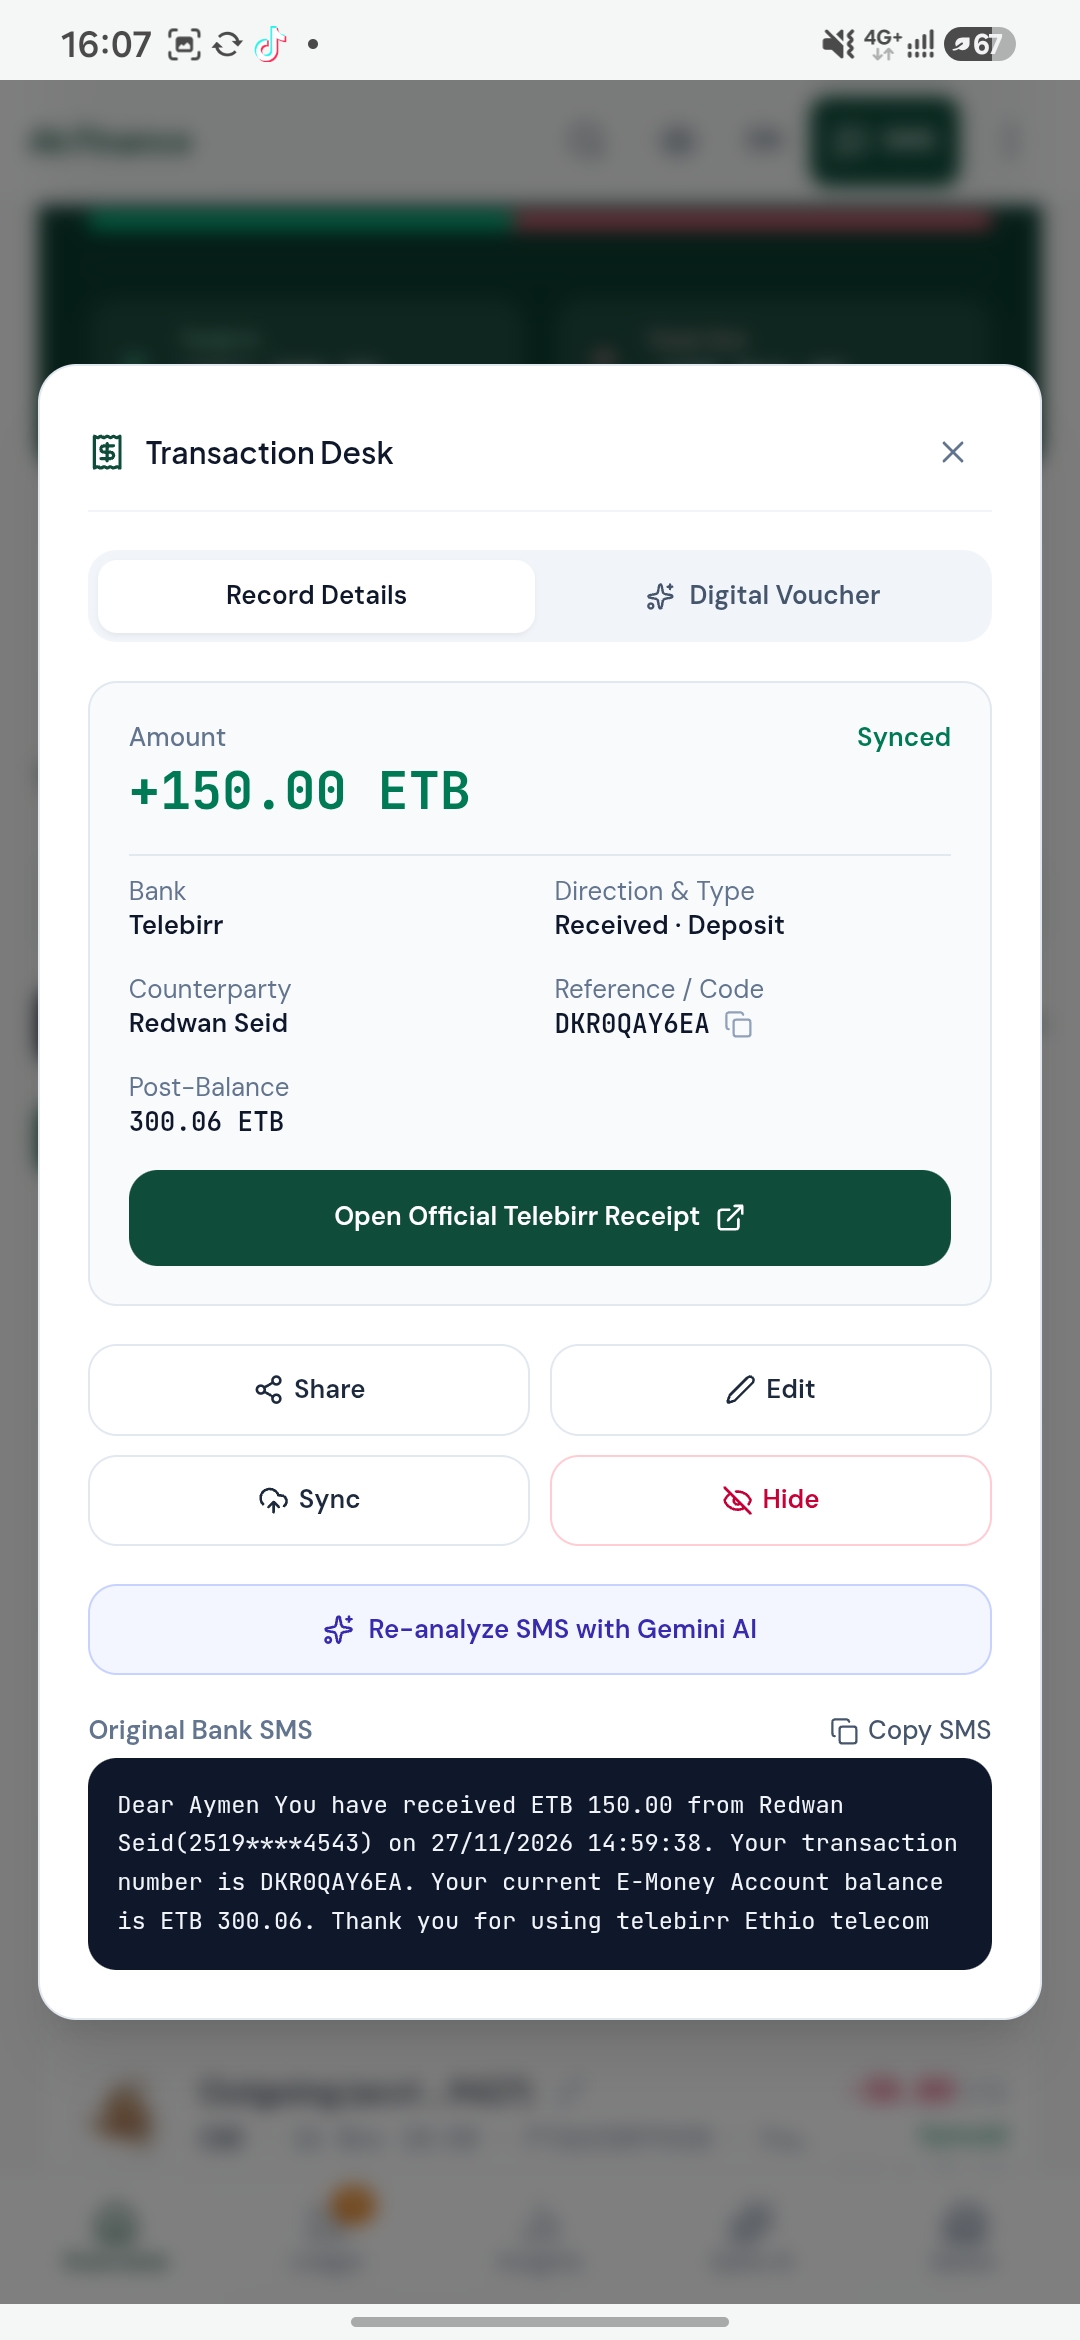 16:07
4G+
67
Transaction Desk
Record Details
Digital Voucher
Amount
Synced
+150.00 ETB
Bank
Direction & Type
Telebirr
Received · Deposit
Counterparty
Reference / Code
Redwan Seid
DKR0QAY6EA
Post-Balance
300.06 ETB
Open Official Telebirr Receipt
Share
Edit
Sync
Hide
Re-analyze SMS with Gemini AI
Original Bank SMS
Copy SMS
Dear Aymen You have received ETB 150.00 from Redwan
Seid(2519****4543) on 27/11/2026 14:59:38. Your transaction
number is DKR0QAY6EA. Your current E-Money Account balance
is ETB 300.06. Thank you for using telebirr Ethio telecom